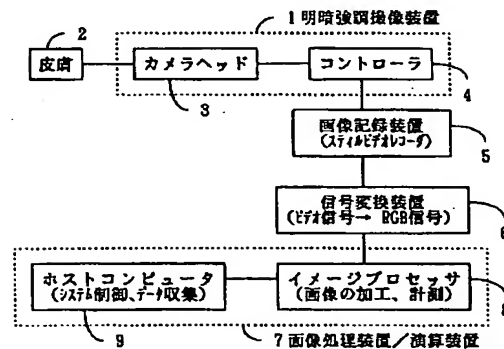 1 明暗強調撮像装置
2
皮膚
カメラヘッド
コントローラ
3
4
画像記録装置
(スティルビデオレコーダ)
5
信号変換装置
(ビデオ信号→ RGB信号)
6
ホストコンピュータ
(システム制御、データ収集)
イメージプロセッサ
(画像の加工、計測)
9
8
7 画像処理装置/演算装置